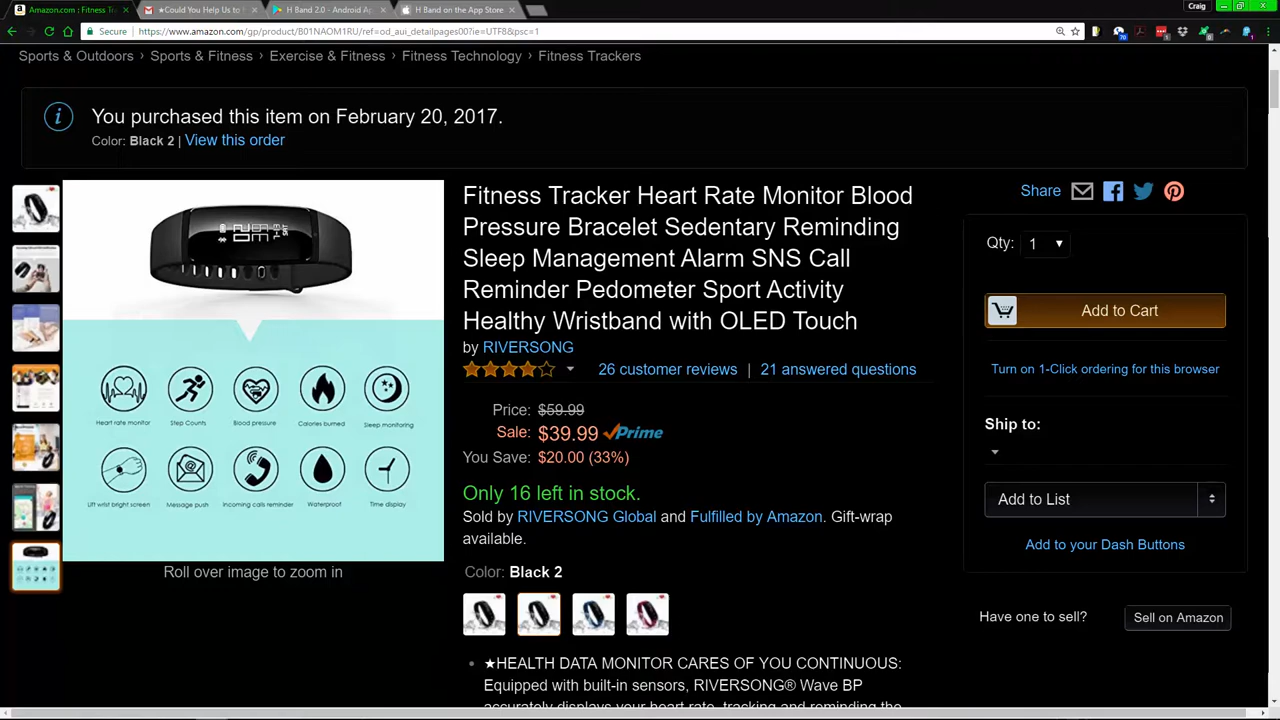 Amazon.com : Fitness Tr
★Could You Help Us to
H Band 2.0 - Android Ap
H Band on the App Store
Craig
Secure
https://www.amazon.com/gp/product/B01NAOM1RU/ref=od_aui_detailpages00?ie=UTF8&psc=1
Sports & Outdoors › Sports & Fitness › Exercise & Fitness › Fitness Technology › Fitness Trackers
You purchased this item on February 20, 2017.
Color: Black 2 | View this order
Fitness Tracker Heart Rate Monitor Blood
Pressure Bracelet Sedentary Reminding
Sleep Management Alarm SNS Call
Reminder Pedometer Sport Activity
Healthy Wristband with OLED Touch
by RIVERSONG
26 customer reviews | 21 answered questions
Price: $59.99
Sale: $39.99 Prime
You Save: $20.00 (33%)
Only 16 left in stock.
Sold by RIVERSONG Global and Fulfilled by Amazon. Gift-wrap
available.
Color: Black 2
★HEALTH DATA MONITOR CARES OF YOU CONTINUOUS:
Equipped with built-in sensors, RIVERSONG® Wave BP
accurately displays your heart rate, tracking and reminding the
Heart rate monitor
Step Counts
Blood pressure
Calories burned
Sleep monitoring
Lift wrist bright screen
Message push
Incoming calls reminder
Waterproof
Time display
Roll over image to zoom in
Share
Qty: 1
Add to Cart
Turn on 1-Click ordering for this browser
Ship to:
Add to List
Add to your Dash Buttons
Have one to sell?
Sell on Amazon